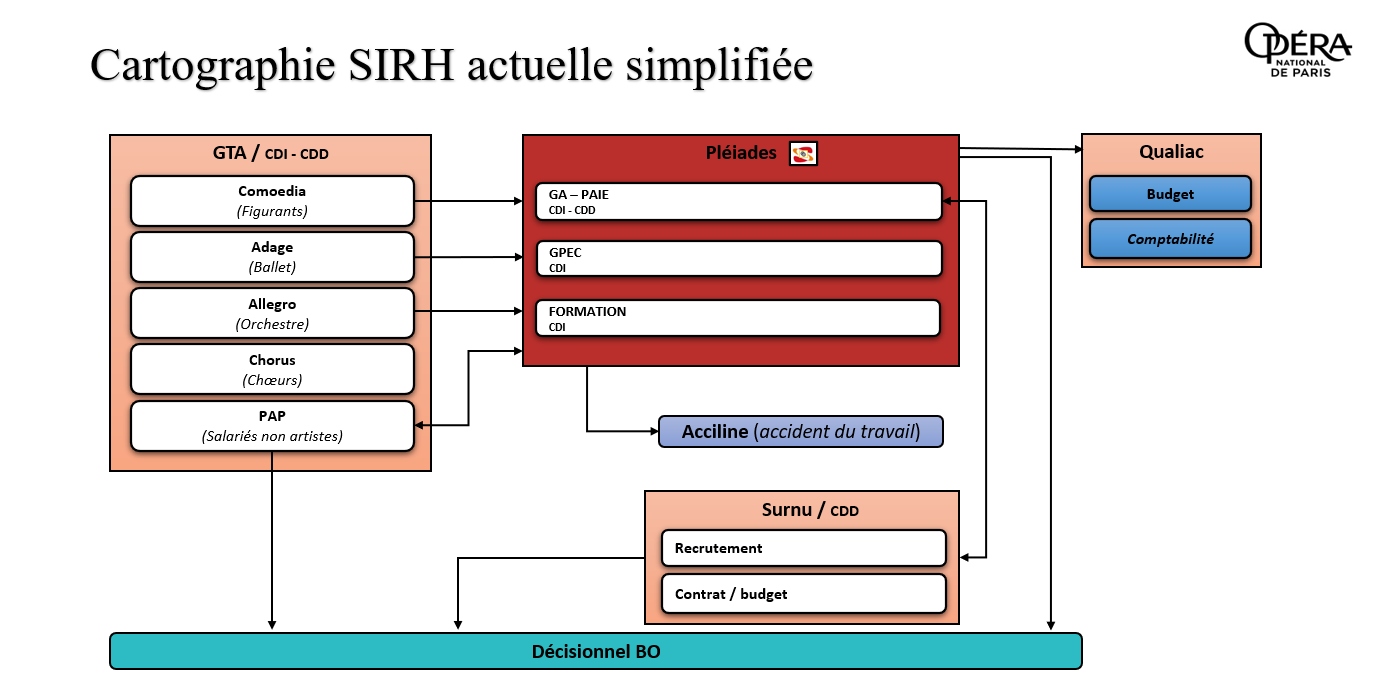 Cartographie SIRH actuelle simplifiée
OPÉRA
NATIONAL
DE PARIS
GTA / CDI - CDD
Comoedia
(Figurants)
Adage
(Ballet)
Allegro
(Orchestre)
Chorus
(Chœurs)
PAP
(Salariés non artistes)
Pléiades
GA – PAIE
CDI - CDD
GPEC
CDI
FORMATION
CDI
Qualiac
Budget
Comptabilité
Acciline (accident du travail)
Surnu / CDD
Recrutement
Contrat / budget
Décisionnel BO